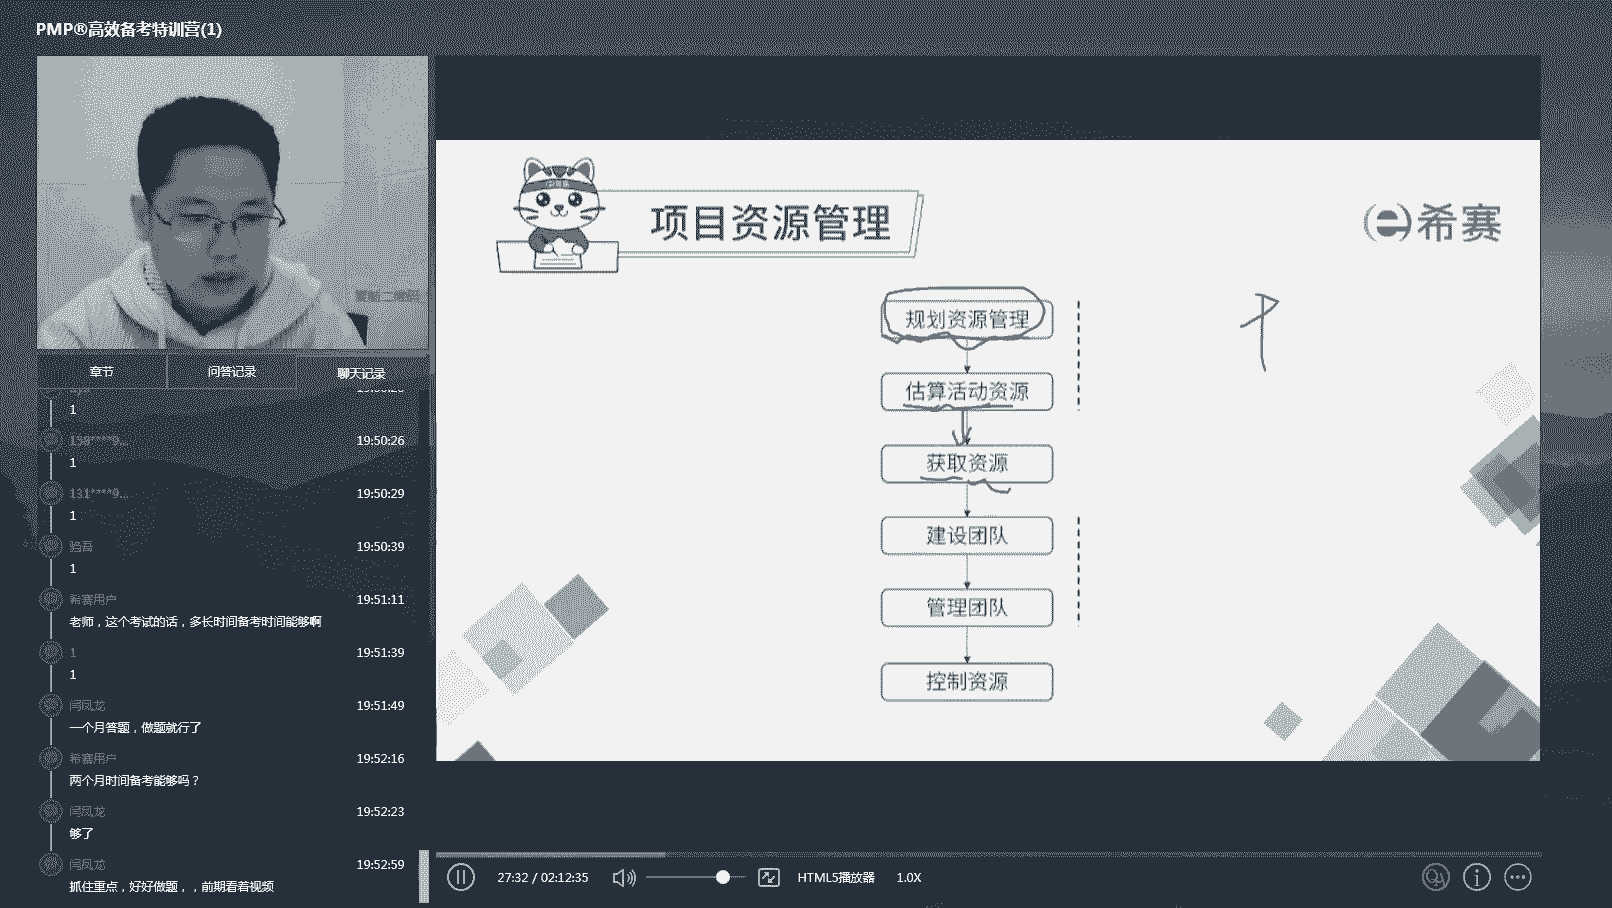 PMP®高效备考特训营(1)
章节
问答记录
聊天记录
1
158****9...
19:50:26
1
131****9...
19:50:29
1
19:50:39
1
希赛用户
19:51:11
老师，这个考试的话，多长时间备考时间能够啊
1
19:51:39
1
闫凤龙
19:51:49
一个月答题，做题就行了
希赛用户
19:52:16
两个月时间备考能够吗？
闫凤龙
19:52:23
够了
闫凤龙
19:52:59
抓住重点，好好做题，，前期看着视频
项目资源管理
希赛
规划资源管理
估算活动资源
获取资源
建设团队
管理团队
控制资源
27:32 / 02:12:35
HTML5播放器
1.0X